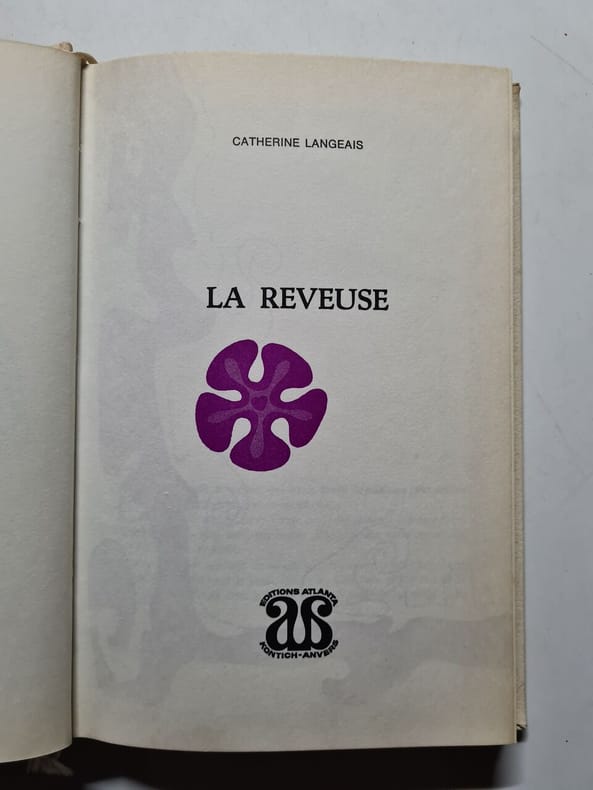 CATHERINE LANGEAIS
LA REVEUSE
EDITIONS ATLANTA
KONTICH-ANVERS